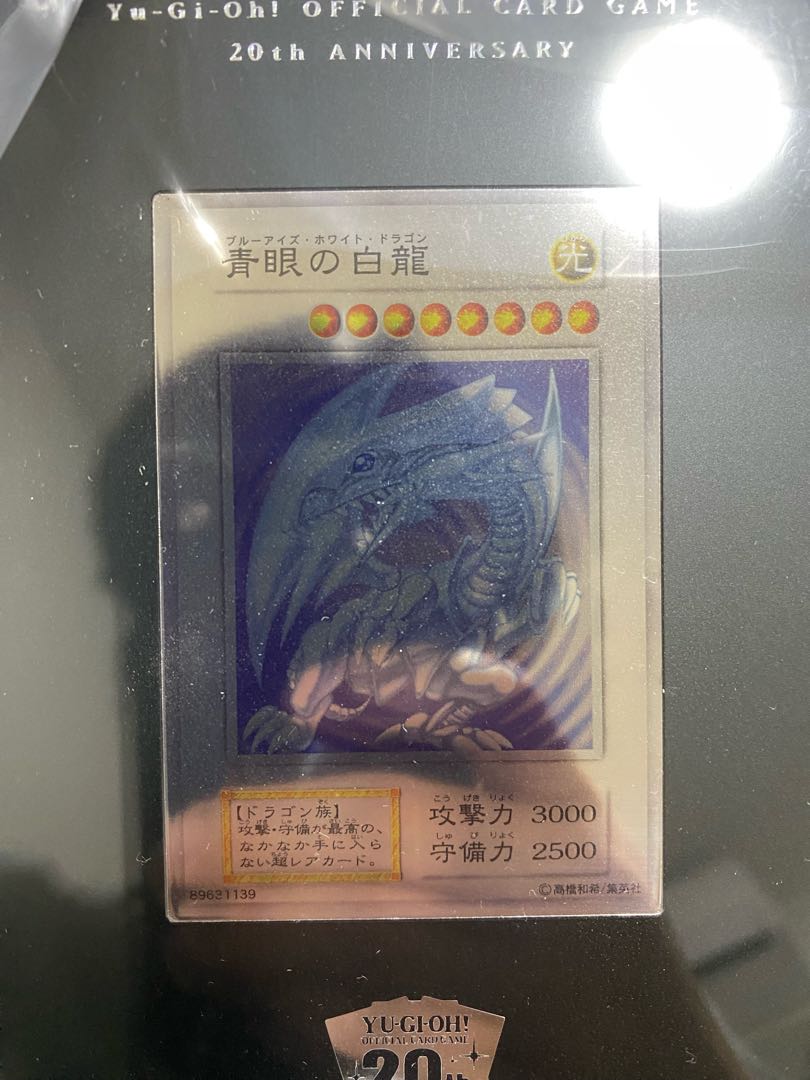 Yu-Gi-Oh! OFFICIAL CARD GAME
20th ANNIVERSARY
ブルーアイズ・ホワイト・ドラゴン
青眼の白龍
光
【ドラゴン族】
攻撃・守備が最高の、
なかなか手に入ら
ない超レアカード。
こうげきりょく
攻撃力 3000
しゅびりょく
守備力 2500
89631139
©高橋和希/集英社
YU-GI-OH!
OFFICIAL CARD GAME
20th